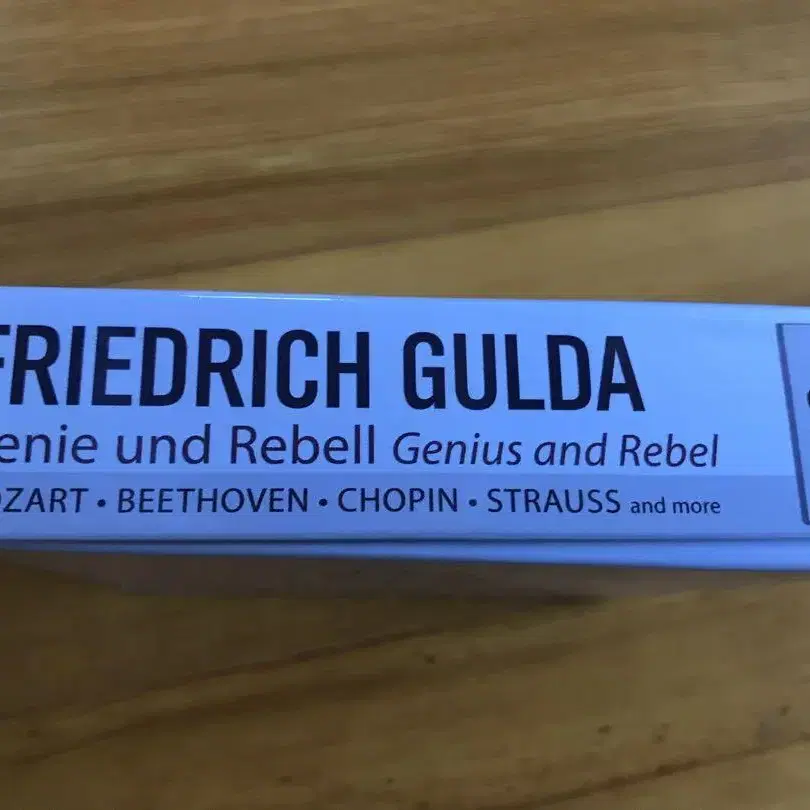 FRIEDRICH GULDA
enie und Rebell Genius and Rebel
OZART • BEETHOVEN • CHOPIN • STRAUSS and more